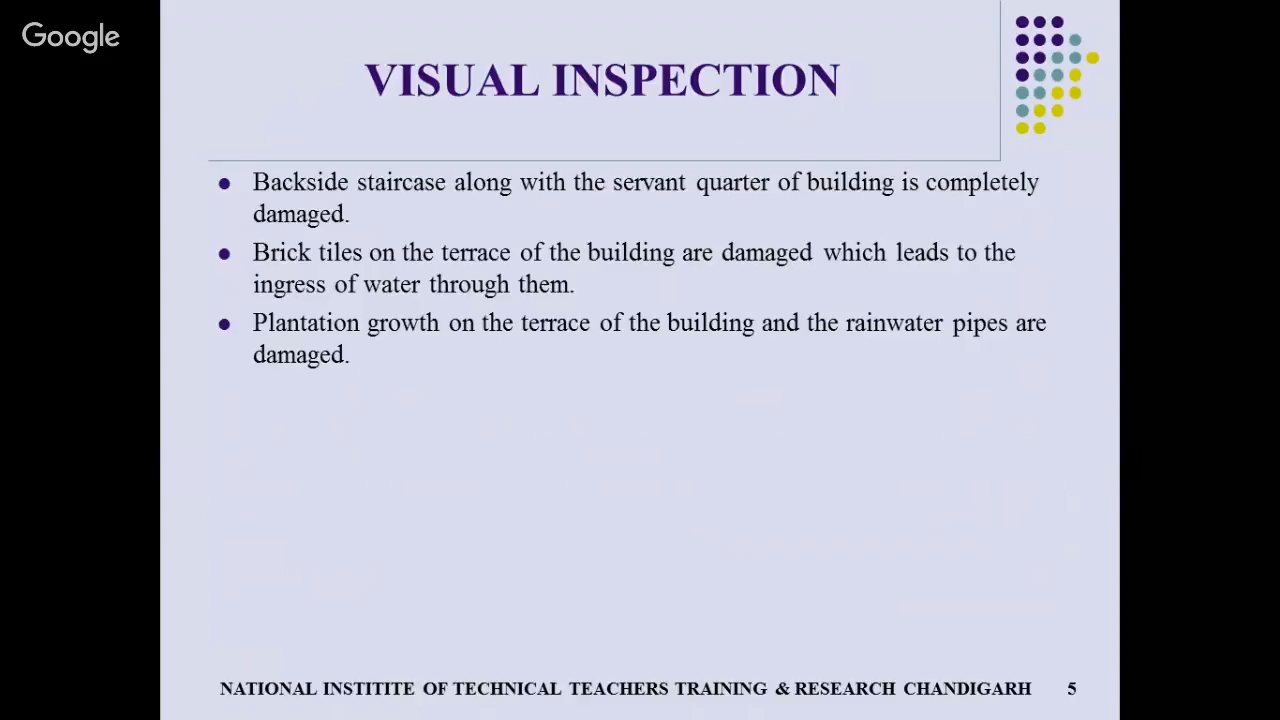 Google
VISUAL INSPECTION
Backside staircase along with the servant quarter of building is completely
damaged.
Brick tiles on the terrace of the building are damaged which leads to the
ingress of water through them.
Plantation growth on the terrace of the building and the rainwater pipes are
damaged.
NATIONAL INSTITITE OF TECHNICAL TEACHERS TRAINING & RESEARCH CHANDIGARH 5